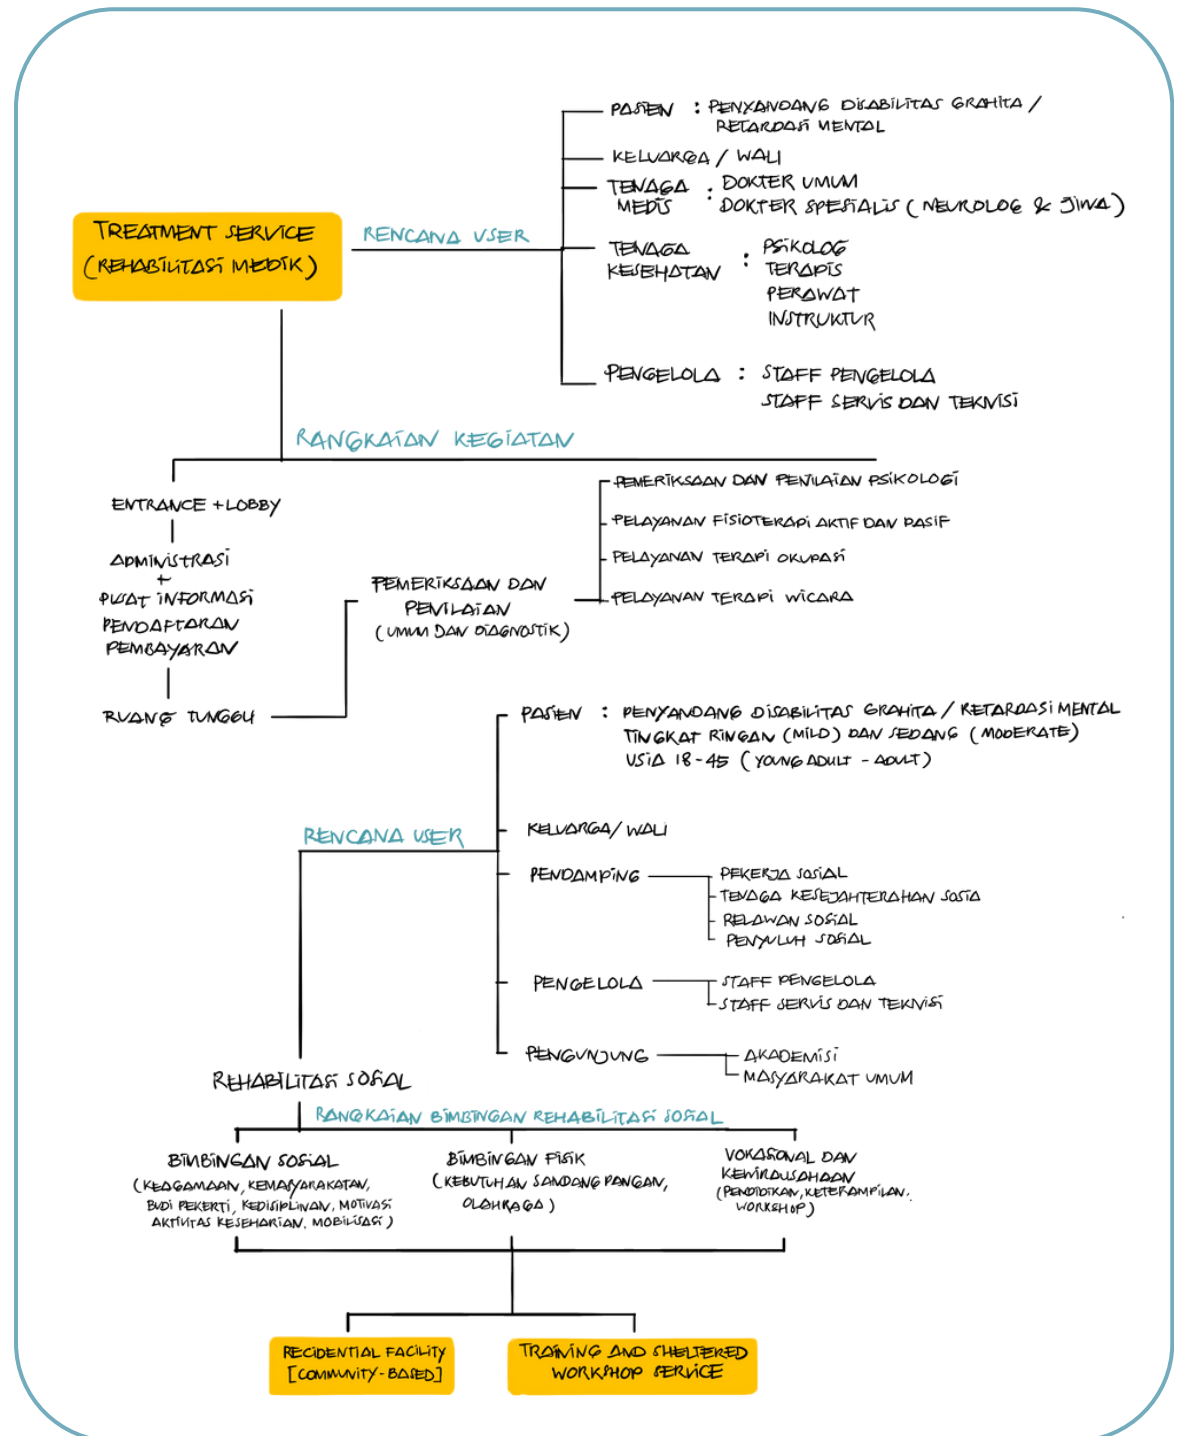 TREATMENT SERVICE
(REHABILITASI MEDIK)
RENCANA USER
PASIEN : PENYANDANG DISABILITAS GRAHITA /
RETARDASI MENTAL
KELUARGA / WALI
TENAGA MEDIS : DOKTER UMUM
DOKTER SPESIALIS (NEUROLOG & JIWA)
TENAGA KESEHATAN : PSIKOLOG
TERAPIS
PERAWAT
INSTRUKTUR
PENGELOLA : STAFF PENGELOLA
STAFF SERVIS DAN TEKNISI
RANGKAIAN KEGIATAN
ENTRANCE + LOBBY
ADMINISTRASI
+
PUSAT INFORMASI
PENDAFTARAN
PEMBAYARAN
RUANG TUNGGU
PEMERIKSAAN DAN
PENILAIAN
(UMUM DAN DIAGNOSTIK)
PEMERIKSAAN DAN PENILAIAN PSIKOLOGI
PELAYANAN FISIOTERAPI AKTIF DAN PASIF
PELAYANAN TERAPI OKUPASI
PELAYANAN TERAPI WICARA
RENCANA USER
PASIEN : PENYANDANG DISABILITAS GRAHITA / RETARDASI MENTAL
TINGKAT RINGAN (MILD) DAN SEDANG (MODERATE)
USIA 18-45 (YOUNG ADULT - ADULT)
KELUARGA/WALI
PENDAMPING
PEKERJA SOSIAL
TENAGA KESEJAHTERAHAN SOSIA
RELAWAN SOSIAL
PENYULUH SOSIAL
PENGELOLA
STAFF PENGELOLA
STAFF SERVIS DAN TEKNISI
PENGUNJUNG
AKADEMISI
MASYARAKAT UMUM
REHABILITASI SOSIAL
RANGKAIAN BIMBINGAN REHABILITASI SOSIAL
BIMBINGAN SOSIAL
(KEAGAMAAN, KEMASYARAKATAN,
BUDI PEKERTI, KEDISIPLINAN, MOTIVASI
AKTIVITAS KESEHARIAN, MOBILISASI)
BIMBINGAN FISIK
(KEBUTUHAN SANDANG PANGAN,
OLAHRAGA)
VOKASIONAL DAN
KEWIRAUSAHAAN
(PENDIDIKAN, KETERAMPILAN,
WORKSHOP)
RECIDENTIAL FACILITY
[COMMUNITY-BASED]
TRAINING AND SHELTERED
WORKSHOP SERVICE